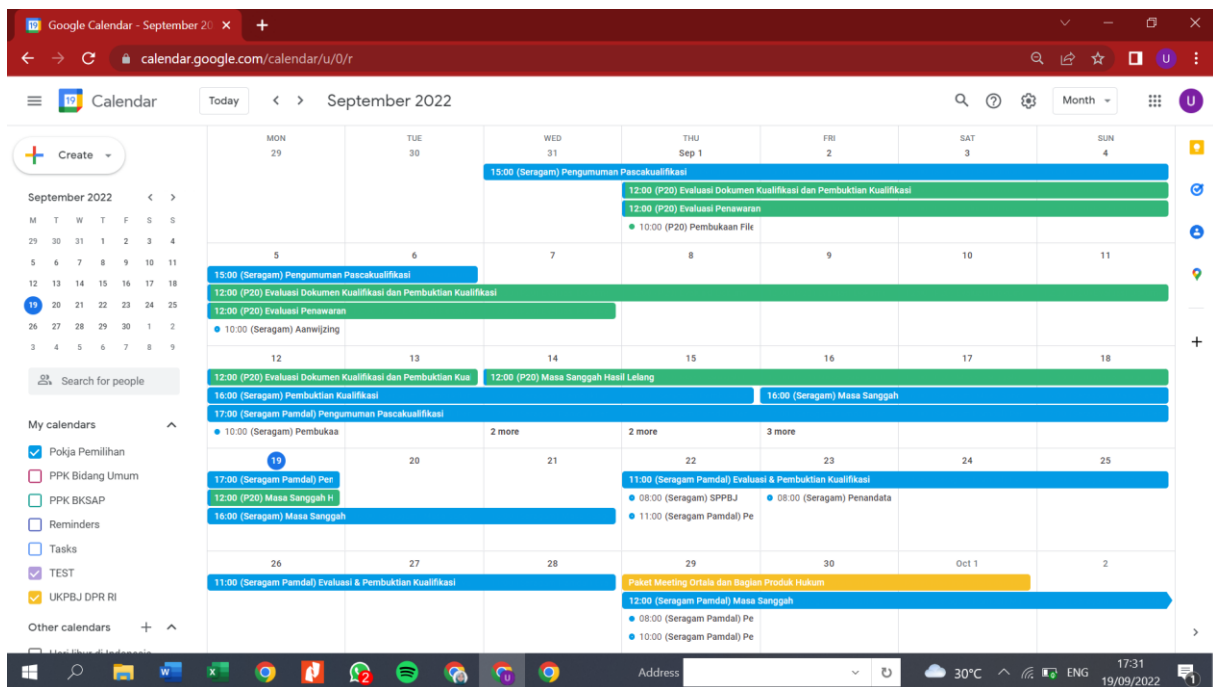 Google Calendar - September 20
calendar.google.com/calendar/u/0/r
U
19
Calendar
Today
September 2022
Month
U
Create
September 2022
M T W T F S S
29 30 31 1 2 3 4
5 6 7 8 9 10 11
12 13 14 15 16 17 18
19 20 21 22 23 24 25
26 27 28 29 30 1 2
3 4 5 6 7 8 9
Search for people
My calendars
Pokja Pemilihan
PPK Bidang Umum
PPK BKSAP
Reminders
Tasks
TEST
UKPBJ DPR RI
Other calendars
MON TUE WED THU FRI SAT SUN
29 30 31 Sep 1 2 3 4
15:00 (Seragam) Pengumuman Pascakualifikasi
12:00 (P20) Evaluasi Dokumen Kualifikasi dan Pembuktian Kualifikasi
12:00 (P20) Evaluasi Penawaran
10:00 (P20) Pembukaan File
5 6 7 8 9 10 11
15:00 (Seragam) Pengumuman Pascakualifikasi
12:00 (P20) Evaluasi Dokumen Kualifikasi dan Pembuktian Kualifikasi
12:00 (P20) Evaluasi Penawaran
10:00 (Seragam) Aanwijzing
12 13 14 15 16 17 18
12:00 (P20) Evaluasi Dokumen Kualifikasi dan Pembuktian Kua 12:00 (P20) Masa Sanggah Hasil Lelang
16:00 (Seragam) Pembuktian Kualifikasi 16:00 (Seragam) Masa Sanggah
17:00 (Seragam Pamdal) Pengumuman Pascakualifikasi
10:00 (Seragam) Pembukaa 2 more 2 more 3 more
19 20 21 22 23 24 25
17:00 (Seragam Pamdal) Pen 11:00 (Seragam Pamdal) Evaluasi & Pembuktian Kualifikasi
12:00 (P20) Masa Sanggah H 08:00 (Seragam) SPPBJ 08:00 (Seragam) Penandata
16:00 (Seragam) Masa Sanggah 11:00 (Seragam Pamdal) Pe
26 27 28 29 30 Oct 1 2
11:00 (Seragam Pamdal) Evaluasi & Pembuktian Kualifikasi Paket Meeting Ortala dan Bagian Produk Hukum
12:00 (Seragam Pamdal) Masa Sanggah
08:00 (Seragam Pamdal) Pe
10:00 (Seragam Pamdal) Pe
Address
30°C
ENG
17:31
19/09/2022